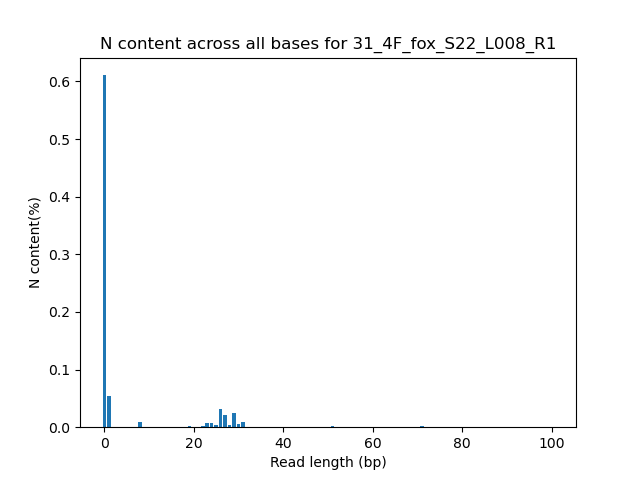 N content across all bases for 31_4F_fox_S22_L008_R1
N content(%)
0.6
0.5
0.4
0.3
0.2
0.1
0.0
0 20 40 60 80 100
Read length (bp)